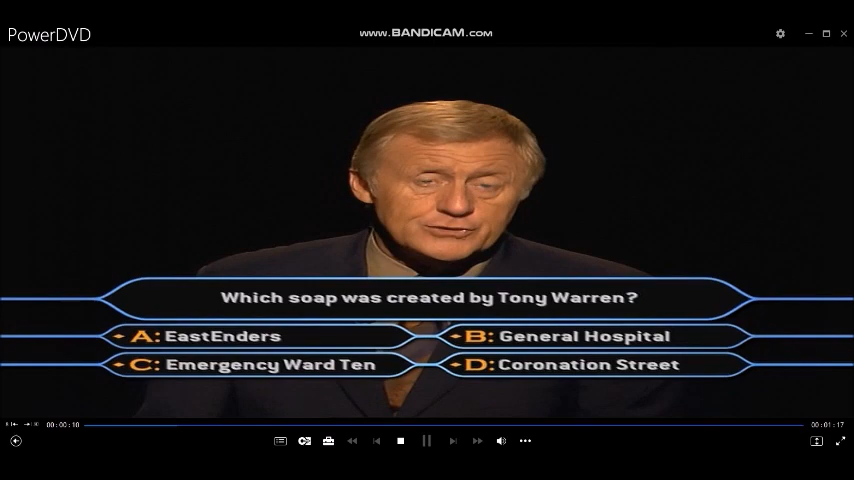 PowerDVD
www.BANDICAM.com
Which soap was created by Tony Warren?
A: EastEnders
B: General Hospital
C: Emergency Ward Ten
D: Coronation Street
00:00:10
00:01:17